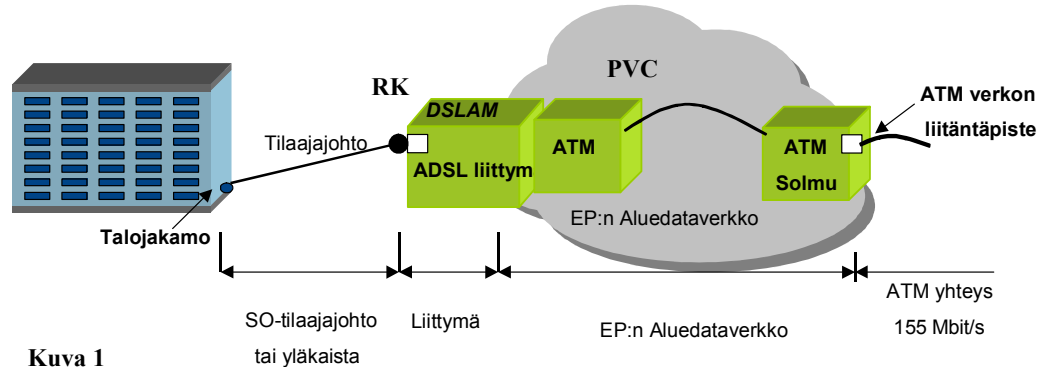 PVC
RK
DSLAM
ATM verkon
liitäntäpiste
Tilaajajohto
ADSL liittym
ATM
ATM
Solmu
Talojakamo
EP:n Aluedataverkko
SO-tilaajajohto
tai yläkaista
Liittymä
EP:n Aluedataverkko
ATM yhteys
155 Mbit/s
Kuva 1